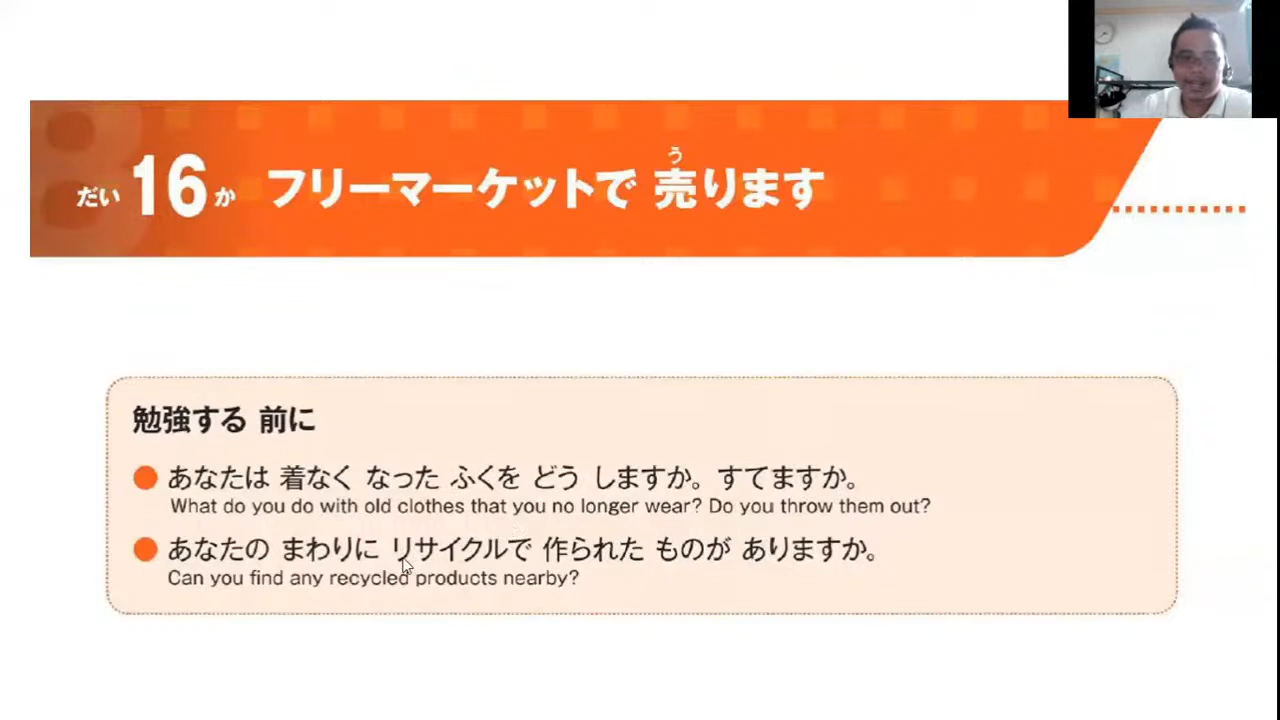 だい 16 か フリーマーケットで 売ります
う
勉強する 前に
● あなたは 着なく なった ふくを どう しますか。すてますか。
What do you do with old clothes that you no longer wear? Do you throw them out?
● あなたの まわりに リサイクルで 作られた ものが ありますか。
Can you find any recycled products nearby?